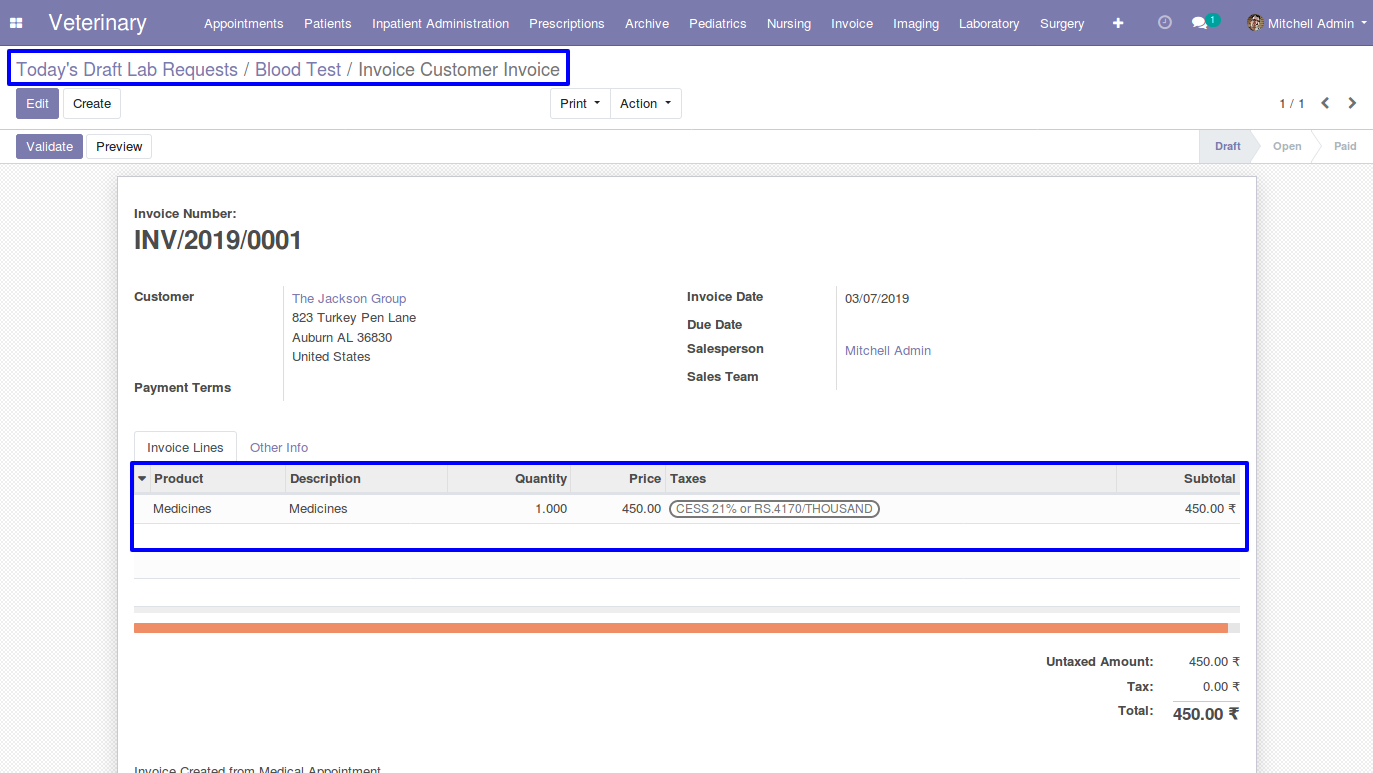 Veterinary Appointments Patients Inpatient Administration Prescriptions Archive Pediatrics Nursing Invoice Imaging Laboratory Surgery 1 Mitchell Admin
Today's Draft Lab Requests / Blood Test / Invoice Customer Invoice
Edit Create Print Action 1 / 1
Validate Preview Draft Open Paid
Invoice Number:
INV/2019/0001
Customer
The Jackson Group
823 Turkey Pen Lane
Auburn AL 36830
United States
Payment Terms
Invoice Date 03/07/2019
Due Date
Salesperson Mitchell Admin
Sales Team
Invoice Lines Other Info
Product Description Quantity Price Taxes Subtotal
Medicines Medicines 1.000 450.00 CESS 21% or RS.4170/THOUSAND 450.00 ₹
Untaxed Amount: 450.00 ₹
Tax: 0.00 ₹
Total: 450.00 ₹
Invoice Created from Medical Appointment